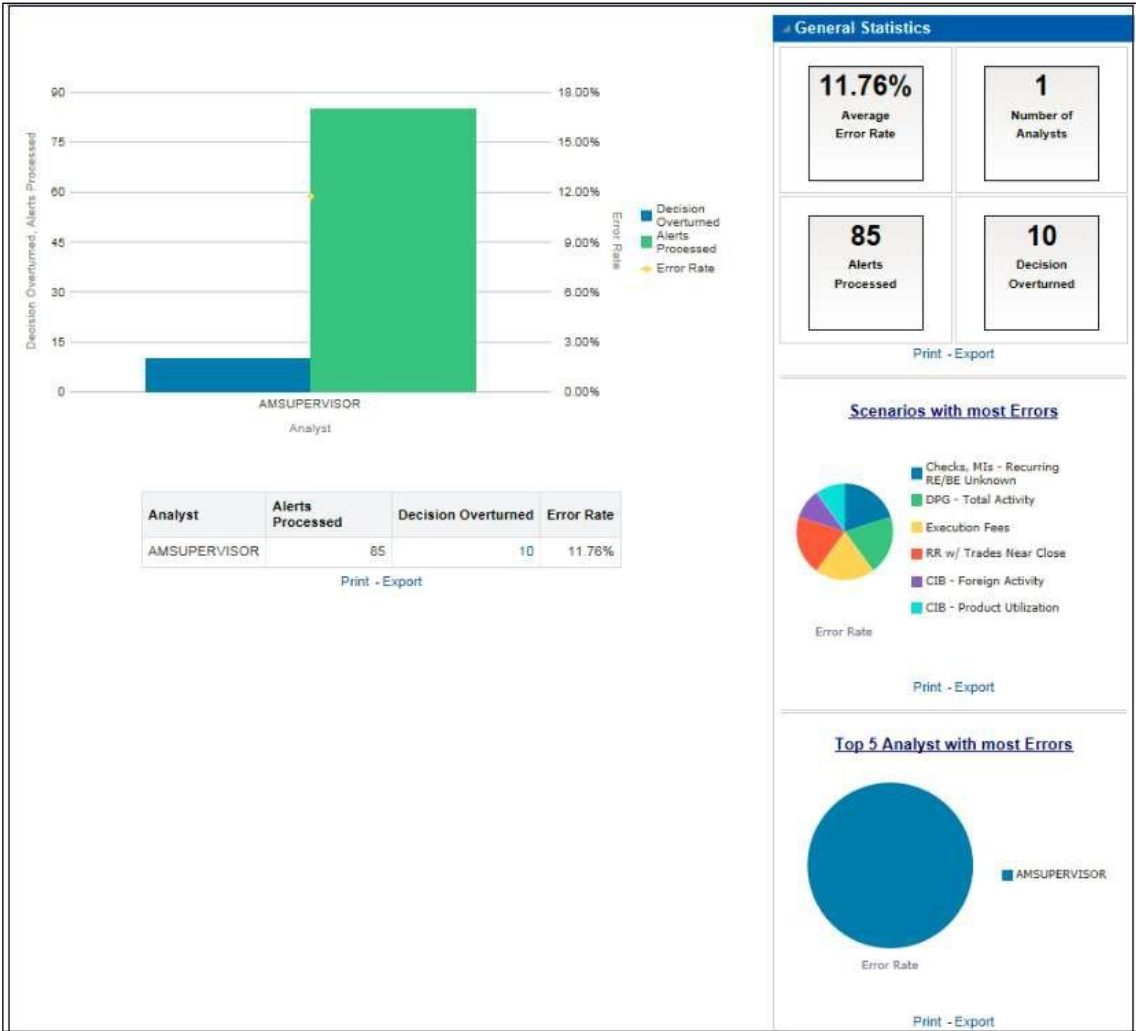 90
75
60
45
30
15
0
Decision Overturned, Alerts Processed
18.00%
15.00%
12.00%
9.00%
6.00%
3.00%
0.00%
Error Rate
AMSUPERVISOR
Analyst
Decision
Overturned
Alerts
Processed
Error Rate
Analyst Alerts Processed Decision Overturned Error Rate
AMSUPERVISOR 85 10 11.76%
Print - Export
General Statistics
11.76%
Average
Error Rate
1
Number of
Analysts
85
Alerts
Processed
10
Decision
Overturned
Print - Export
Scenarios with most Errors
Checks, MIs - Recurring
RE/BE Unknown
DPG - Total Activity
Execution Fees
RR w/ Trades Near Close
CIB - Foreign Activity
CIB - Product Utilization
Error Rate
Print - Export
Top 5 Analyst with most Errors
AMSUPERVISOR
Error Rate
Print - Export